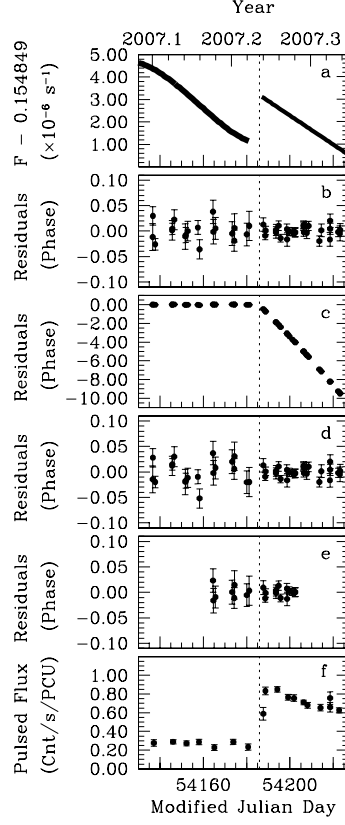 Year
2007.1 2007.2 2007.3
F − 0.154849
(×10⁻⁶ s⁻¹)
5.00
3.00
1.00
a
Residuals
(Phase)
0.10
0.05
0.00
−0.05
−0.10
b
Residuals
(Phase)
0.00
−2.00
−4.00
−6.00
−8.00
−10.00
c
Residuals
(Phase)
0.10
0.05
0.00
−0.05
−0.10
d
Residuals
(Phase)
0.10
0.05
0.00
−0.05
−0.10
e
Pulsed Flux
(Cnt/s/PCU)
1.00
0.80
0.60
0.40
0.20
0.00
f
54160 54200
Modified Julian Day